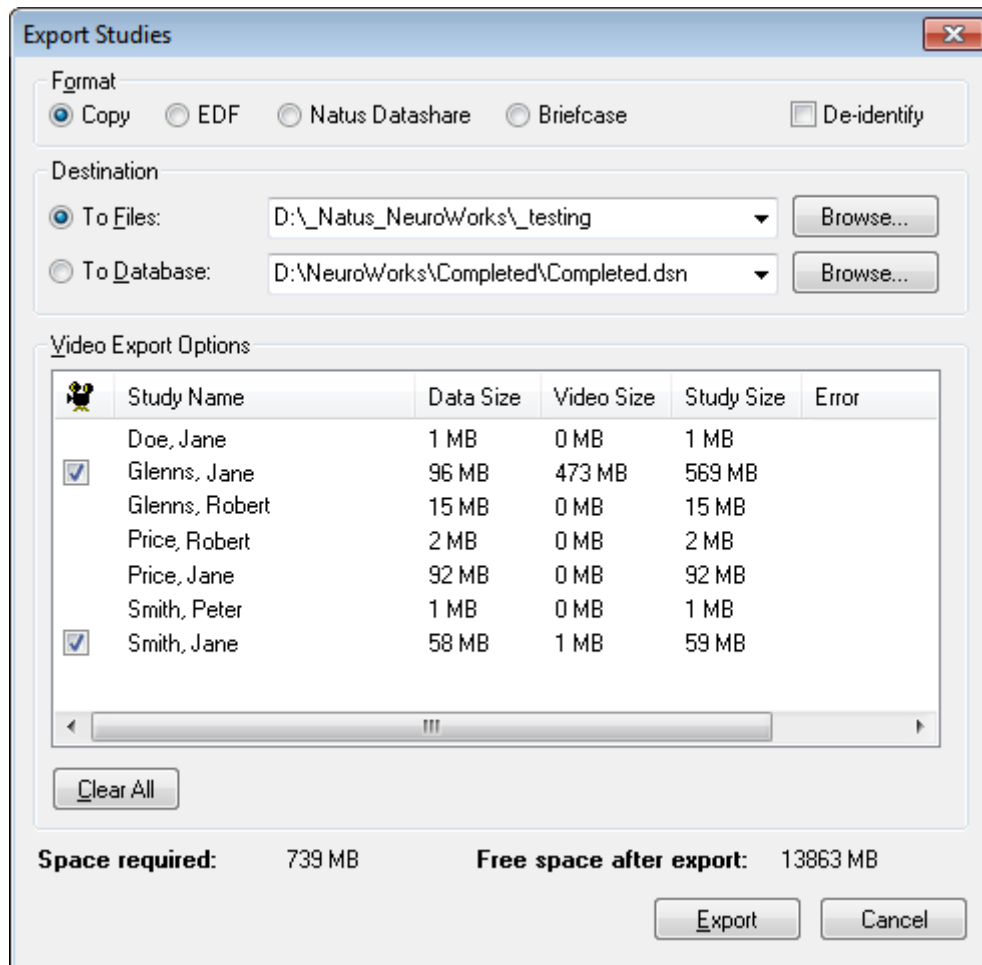 Export Studies
Format
Copy EDF Natus Datashare Briefcase De-identify
Destination
To Files: D:\_Natus_NeuroWorks\_testing Browse...
To Database: D:\NeuroWorks\Completed\Completed.dsn Browse...
Video Export Options
Study Name Data Size Video Size Study Size Error
Doe, Jane 1 MB 0 MB 1 MB
Glenns, Jane 96 MB 473 MB 569 MB
Glenns, Robert 15 MB 0 MB 15 MB
Price, Robert 2 MB 0 MB 2 MB
Price, Jane 92 MB 0 MB 92 MB
Smith, Peter 1 MB 0 MB 1 MB
Smith, Jane 58 MB 1 MB 59 MB
Clear All
Space required: 739 MB Free space after export: 13863 MB
Export Cancel